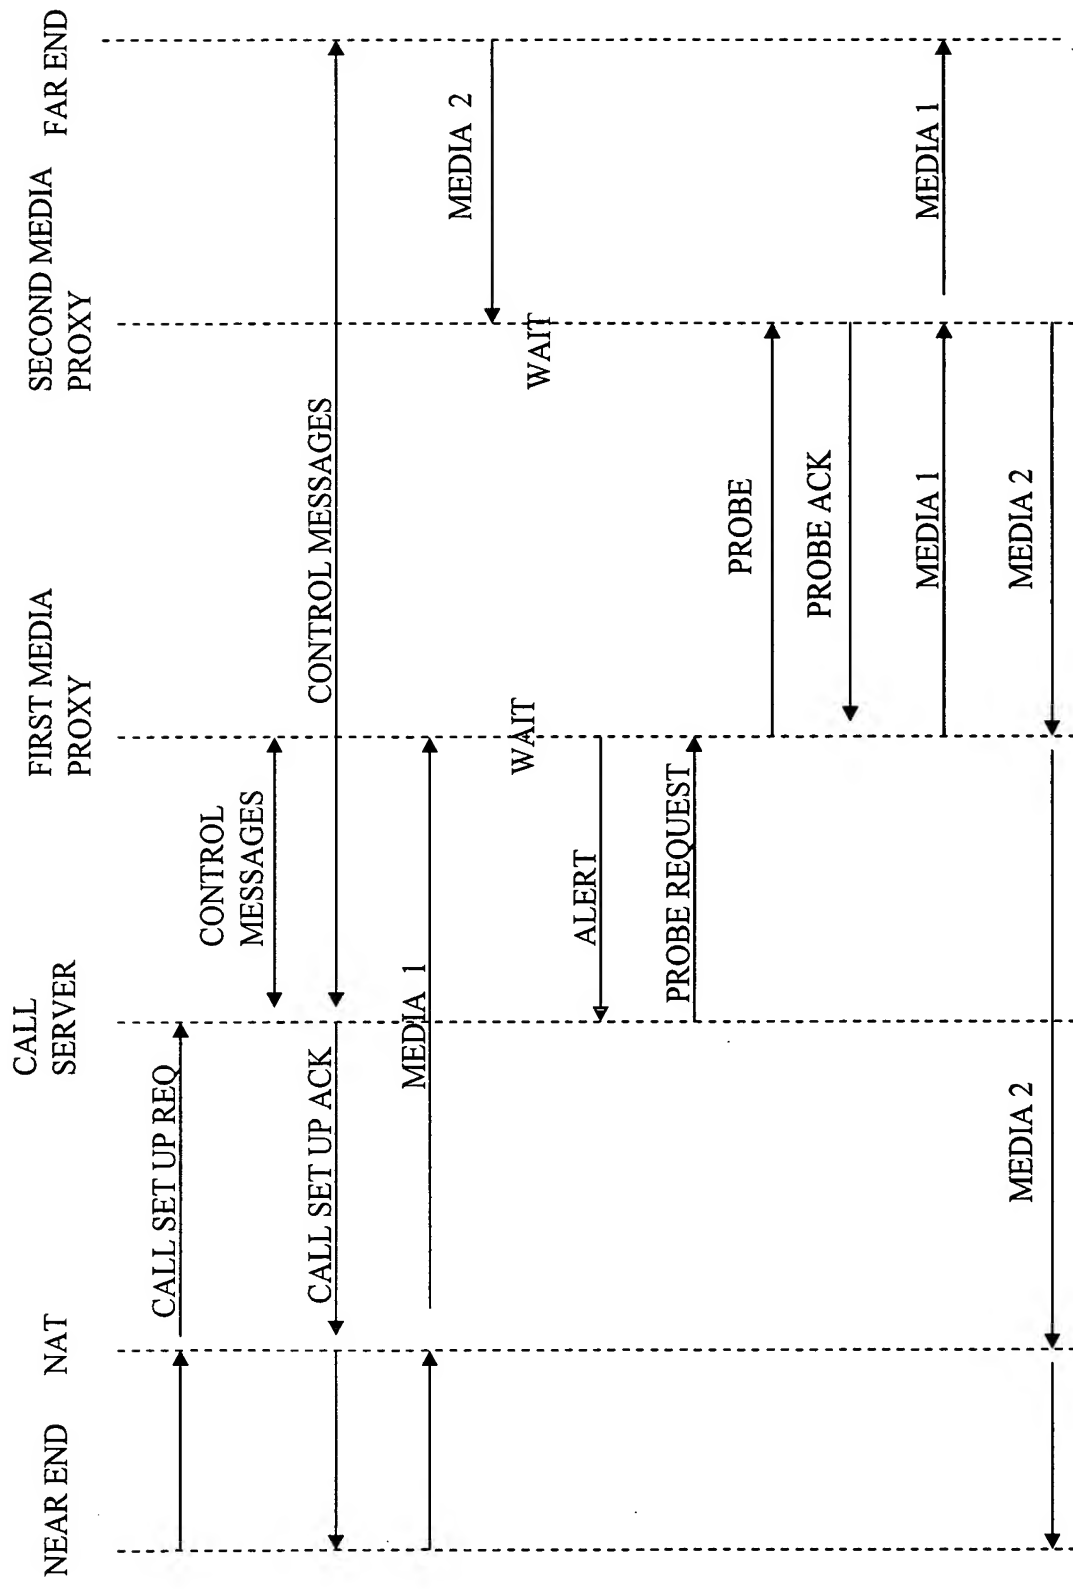 NEAR END
NAT
CALL
SERVER
FIRST MEDIA
PROXY
SECOND MEDIA
PROXY
FAR END
CALL SET UP REQ
CONTROL
MESSAGES
CALL SET UP ACK
CONTROL MESSAGES
MEDIA 1
MEDIA 2
WAIT
WAIT
ALERT
PROBE REQUEST
PROBE
PROBE ACK
MEDIA 1
MEDIA 1
MEDIA 2
MEDIA 2